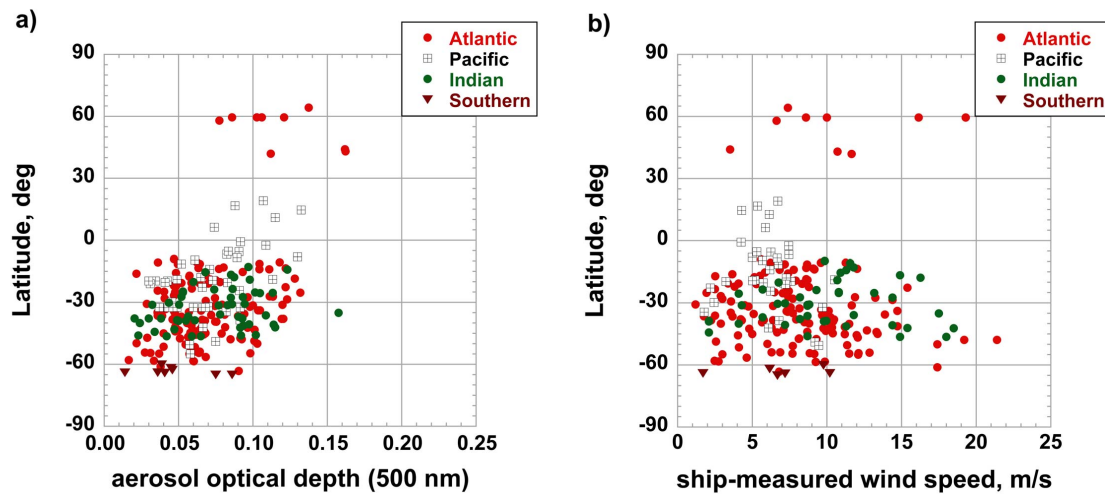 a)
Atlantic
Pacific
Indian
Southern
90
60
30
0
-30
-60
-90
Latitude, deg
0.00 0.05 0.10 0.15 0.20 0.25
aerosol optical depth (500 nm)
b)
Atlantic
Pacific
Indian
Southern
90
60
30
0
-30
-60
-90
Latitude, deg
0 5 10 15 20 25
ship-measured wind speed, m/s